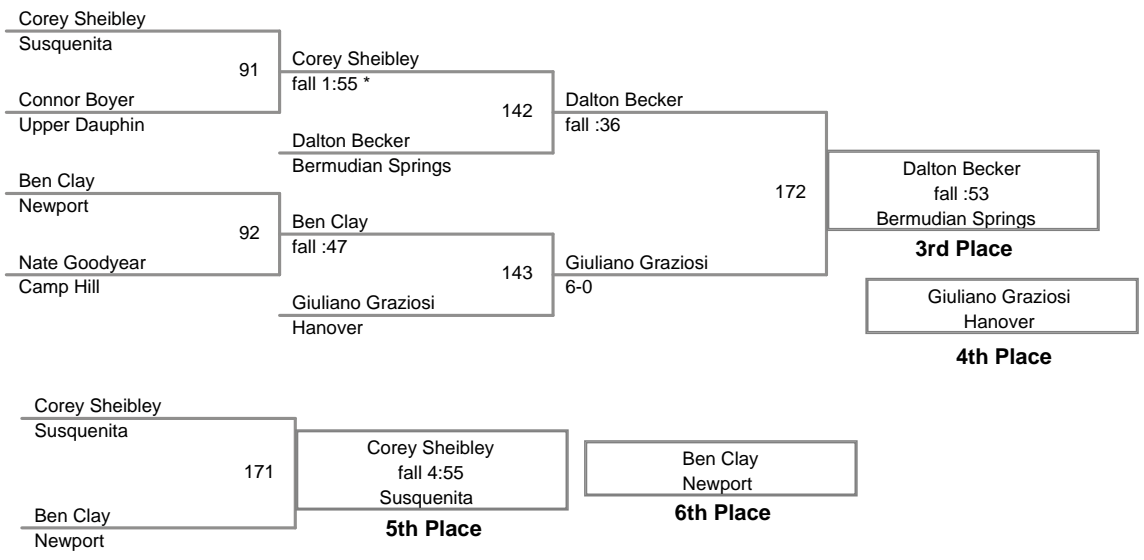 Corey Sheibley
Susquenita
91
Connor Boyer
Upper Dauphin
Corey Sheibley
fall 1:55 *
142
Dalton Becker
Bermudian Springs
Dalton Becker
fall :36
Ben Clay
Newport
92
Nate Goodyear
Camp Hill
Ben Clay
fall :47
143
Giuliano Graziosi
Hanover
Giuliano Graziosi
6-0
172
Dalton Becker
fall :53
Bermudian Springs
3rd Place
Giuliano Graziosi
Hanover
4th Place
Corey Sheibley
Susquenita
171
Ben Clay
Newport
Corey Sheibley
fall 4:55
Susquenita
5th Place
Ben Clay
Newport
6th Place